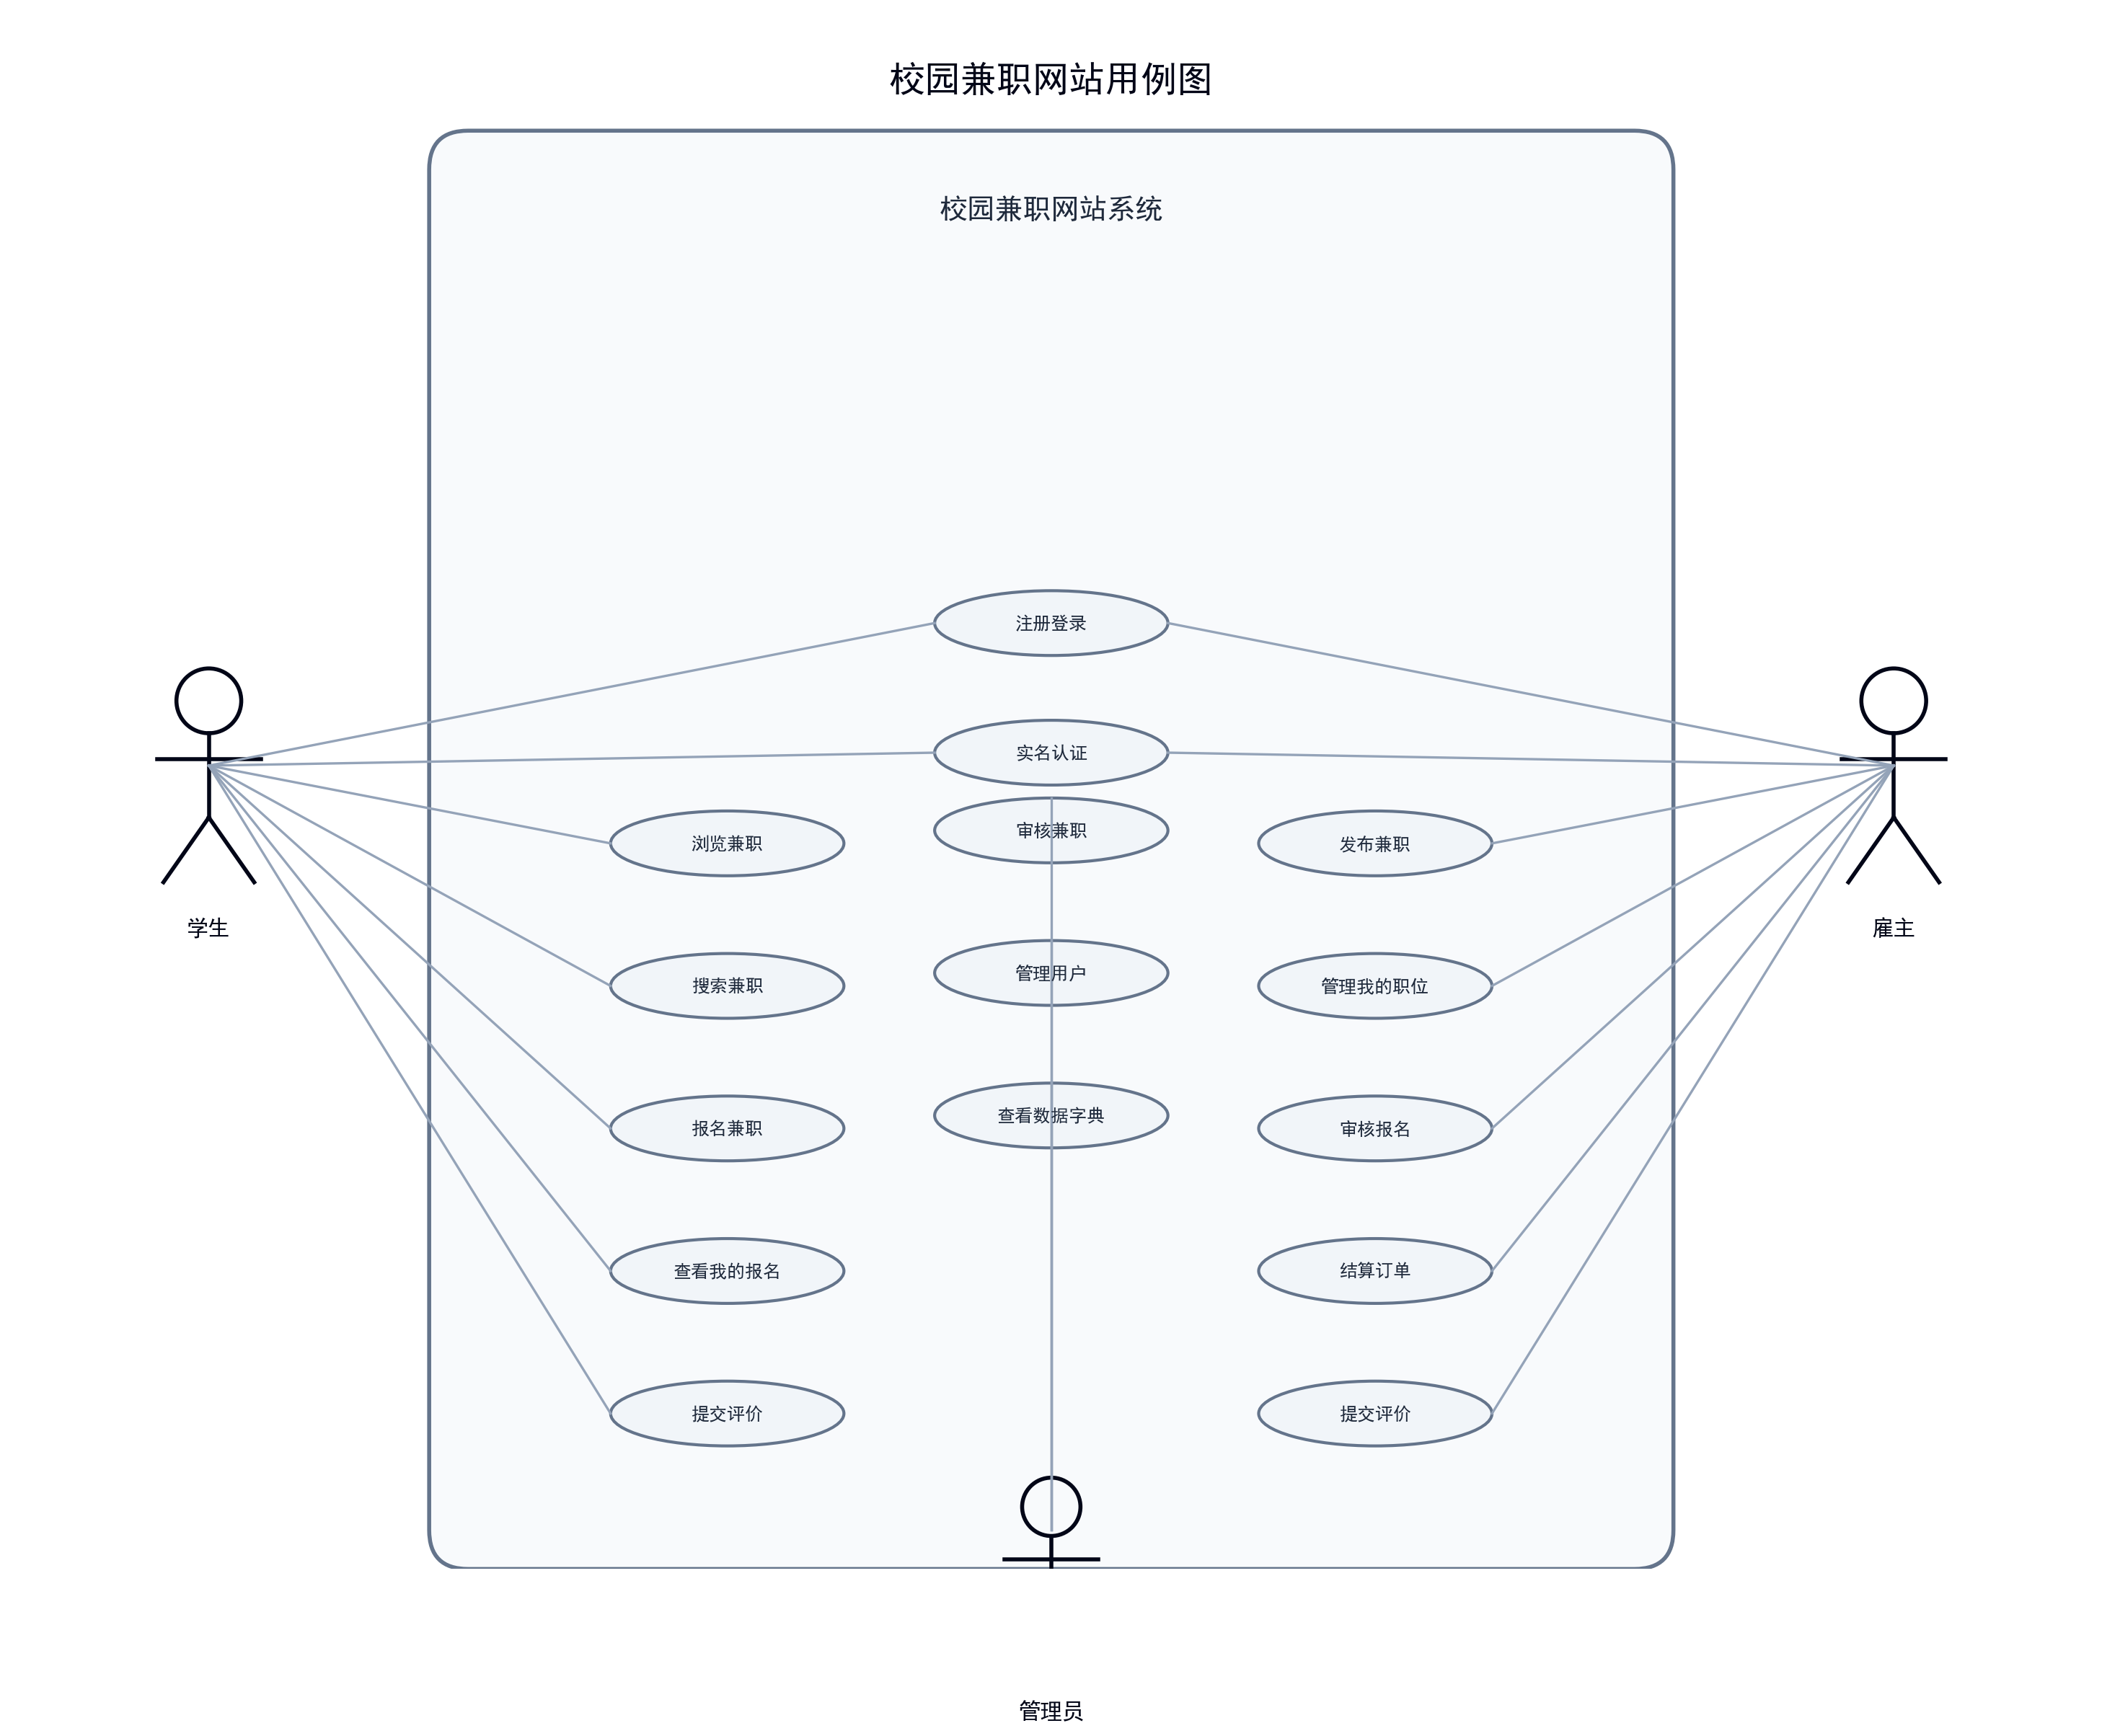 校园兼职网站用例图
校园兼职网站系统
注册登录
实名认证
浏览兼职
审核兼职
发布兼职
学生
雇主
搜索兼职
管理用户
管理我的职位
报名兼职
查看数据字典
审核报名
查看我的报名
结算订单
提交评价
提交评价
管理员